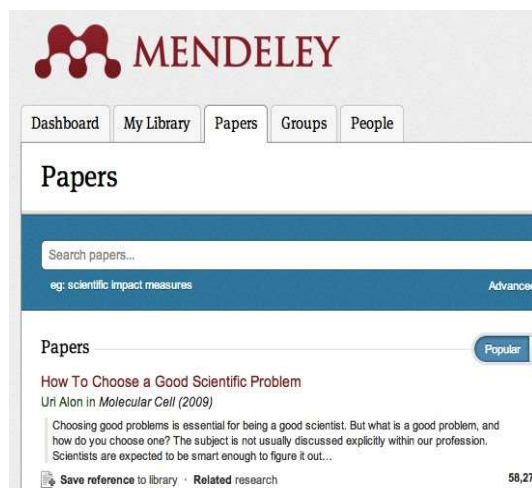 MENDELEY
Dashboard My Library Papers Groups People
Papers
Search papers...
eg: scientific impact measures Advanced
Papers Popular
How To Choose a Good Scientific Problem
Uri Alon in Molecular Cell (2009)
Choosing good problems is essential for being a good scientist. But what is a good problem, and
how do you choose one? The subject is not usually discussed explicitly within our profession.
Scientists are expected to be smart enough to figure it out…
Save reference to library · Related research 58,27